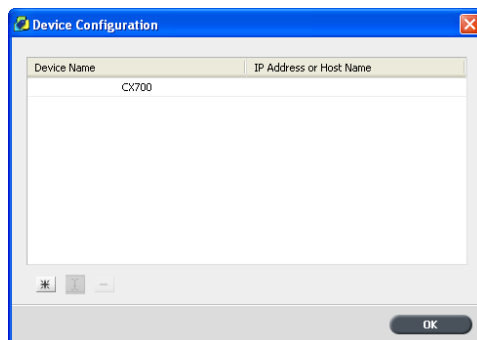 Device Configuration
Device Name IP Address or Host Name
CX700
OK